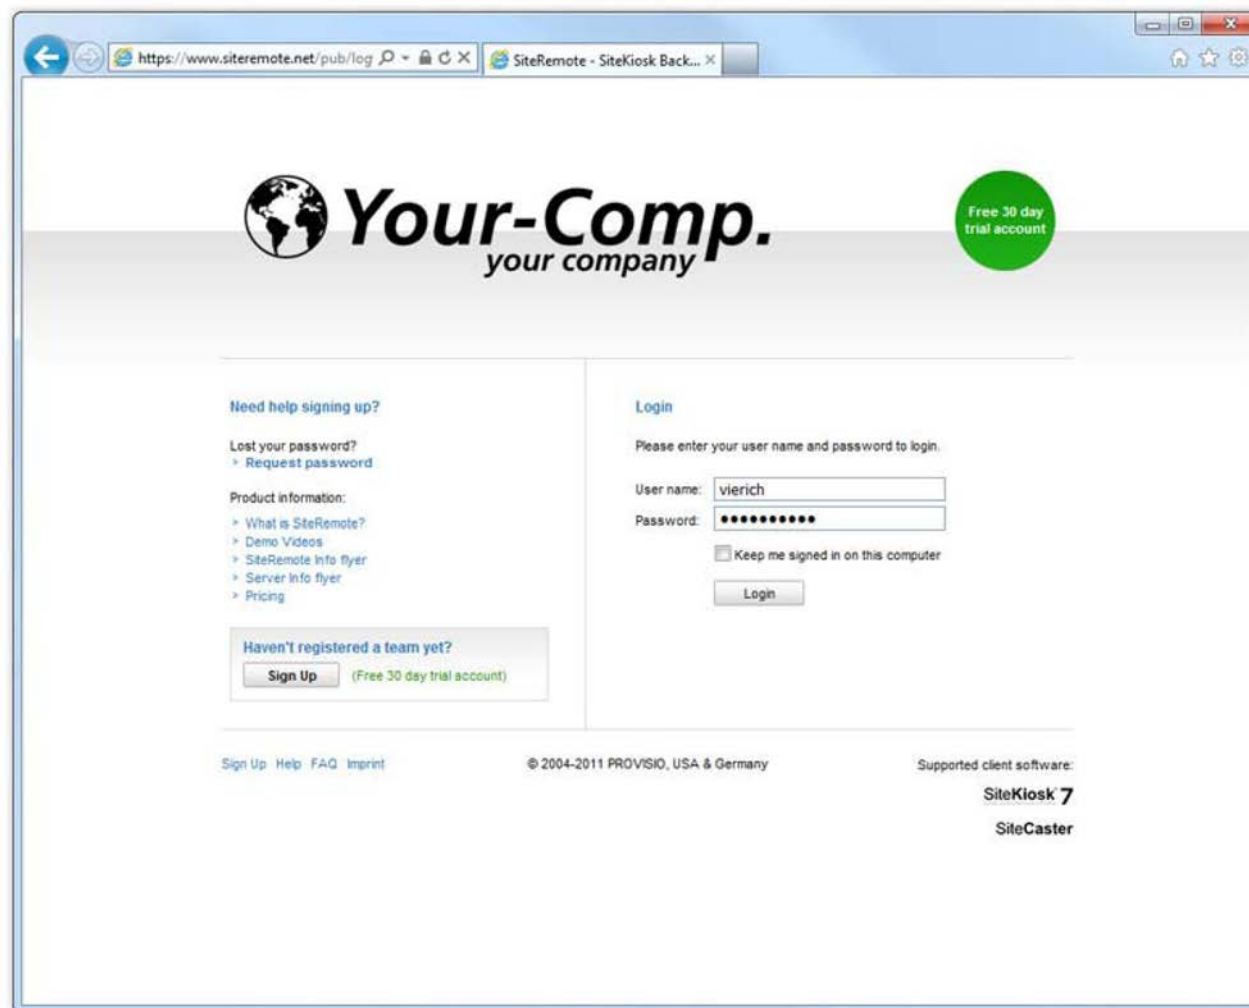 https://www.siteremote.net/pub/log
SiteRemote - SiteKiosk Back...
Your-Comp.
your company
Free 30 day
trial account
Need help signing up?
Lost your password?
Request password
Product information:
What is SiteRemote?
Demo Videos
SiteRemote Info flyer
Server Info flyer
Pricing
Haven't registered a team yet?
Sign Up (Free 30 day trial account)
Login
Please enter your user name and password to login.
User name: vierich
Password: ●●●●●●●●●●
Keep me signed in on this computer
Login
Sign Up Help FAQ Imprint
© 2004-2011 PROVISIO, USA & Germany
Supported client software:
SiteKiosk 7
SiteCaster